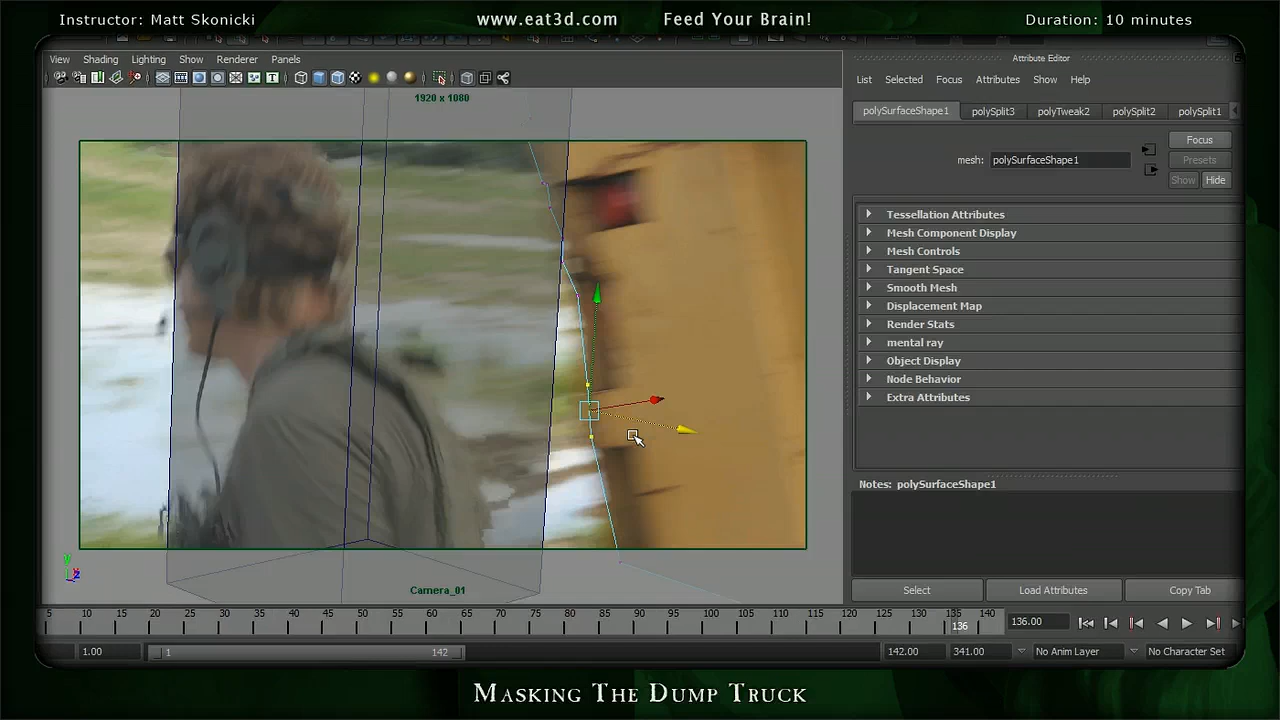 Instructor: Matt Skonicki www.eat3d.com Feed Your Brain! Duration: 10 minutes
View Shading Lighting Show Renderer Panels
Attribute Editor
List Selected Focus Attributes Show Help
1920 x 1080
polySurfaceShape1 polySplit3 polyTweak2 polySplit2 polySplit1
Focus
mesh: polySurfaceShape1
Presets
Show Hide
Tessellation Attributes
Mesh Component Display
Mesh Controls
Tangent Space
Smooth Mesh
Displacement Map
Render Stats
mental ray
Object Display
Node Behavior
Extra Attributes
Notes: polySurfaceShape1
Camera_01
Select Load Attributes Copy Tab
5 10 15 20 25 30 35 40 45 50 55 60 65 70 75 80 85 90 95 100 105 110 115 120 125 130 135 140
136
136.00
1.00 1 142 142.00 341.00 No Anim Layer No Character Set
Masking The Dump Truck